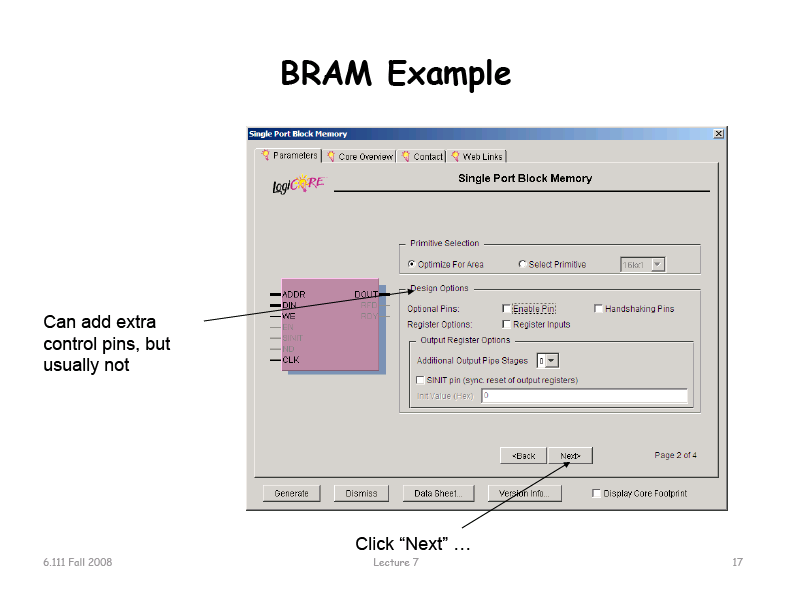 BRAM Example
Single Port Block Memory
Parameters
Core Overview
Contact
Web Links
LogiCORE
Single Port Block Memory
Primitive Selection
Optimize For Area
Select Primitive
16kx1
ADDR
DIN
WE
EN
SINIT
ND
CLK
DOUT
RFD
RDY
Design Options
Optional Pins:
Enable Pin
Handshaking Pins
Register Options:
Register Inputs
Output Register Options
Additional Output Pipe Stages
0
SINIT pin (sync. reset of output registers)
Init Value (Hex)
0
Can add extra
control pins, but
usually not
<Back
Next>
Page 2 of 4
Generate
Dismiss
Data Sheet...
Version Info...
Display Core Footprint
Click “Next” …
6.111 Fall 2008
Lecture 7
17